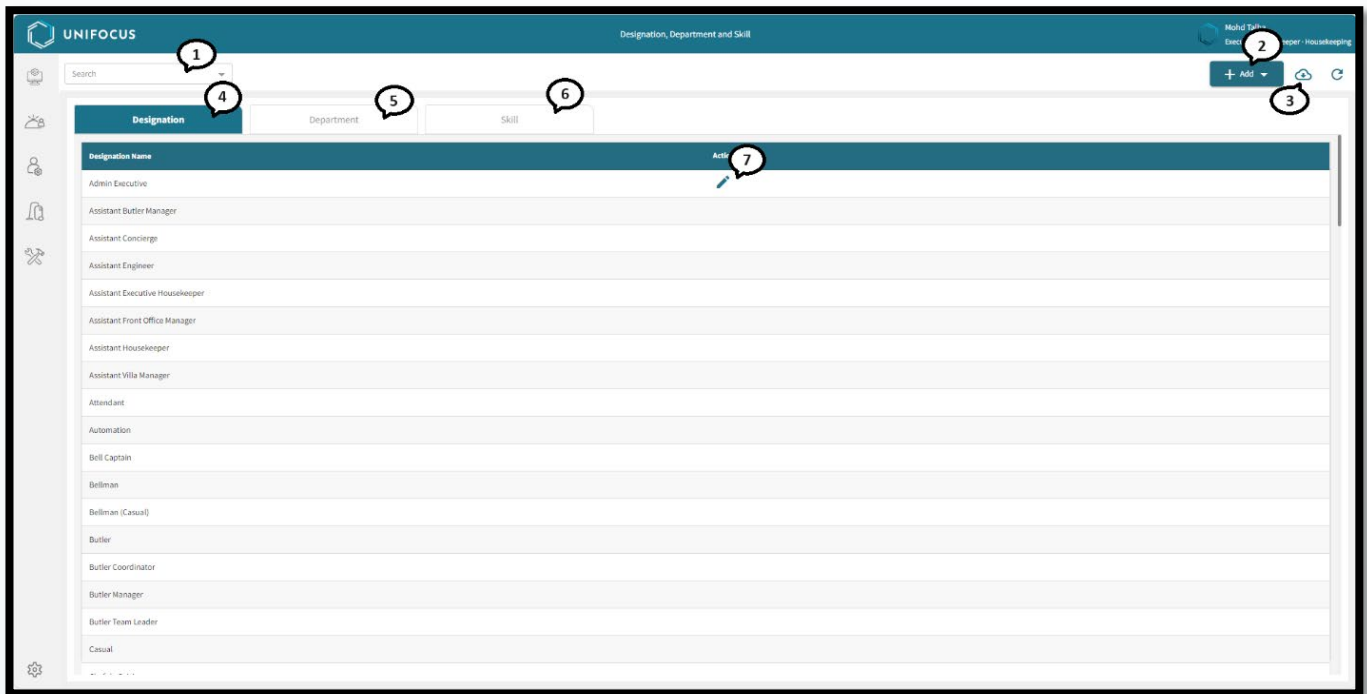 UNIFOCUS
Designation, Department and Skill
Mohd
1
2
Housekeeping
Search
+ Add
3
4
5
6
Designation
Department
Skill
Designation Name
7
Admin Executive
Assistant Butler Manager
Assistant Concierge
Assistant Engineer
Assistant Executive Housekeeper
Assistant Front Office Manager
Assistant Housekeeper
Assistant Villa Manager
Attendant
Automation
Bell Captain
Bellman
Bellman (Casual)
Butler
Butler Coordinator
Butler Manager
Butler Team Leader
Casual